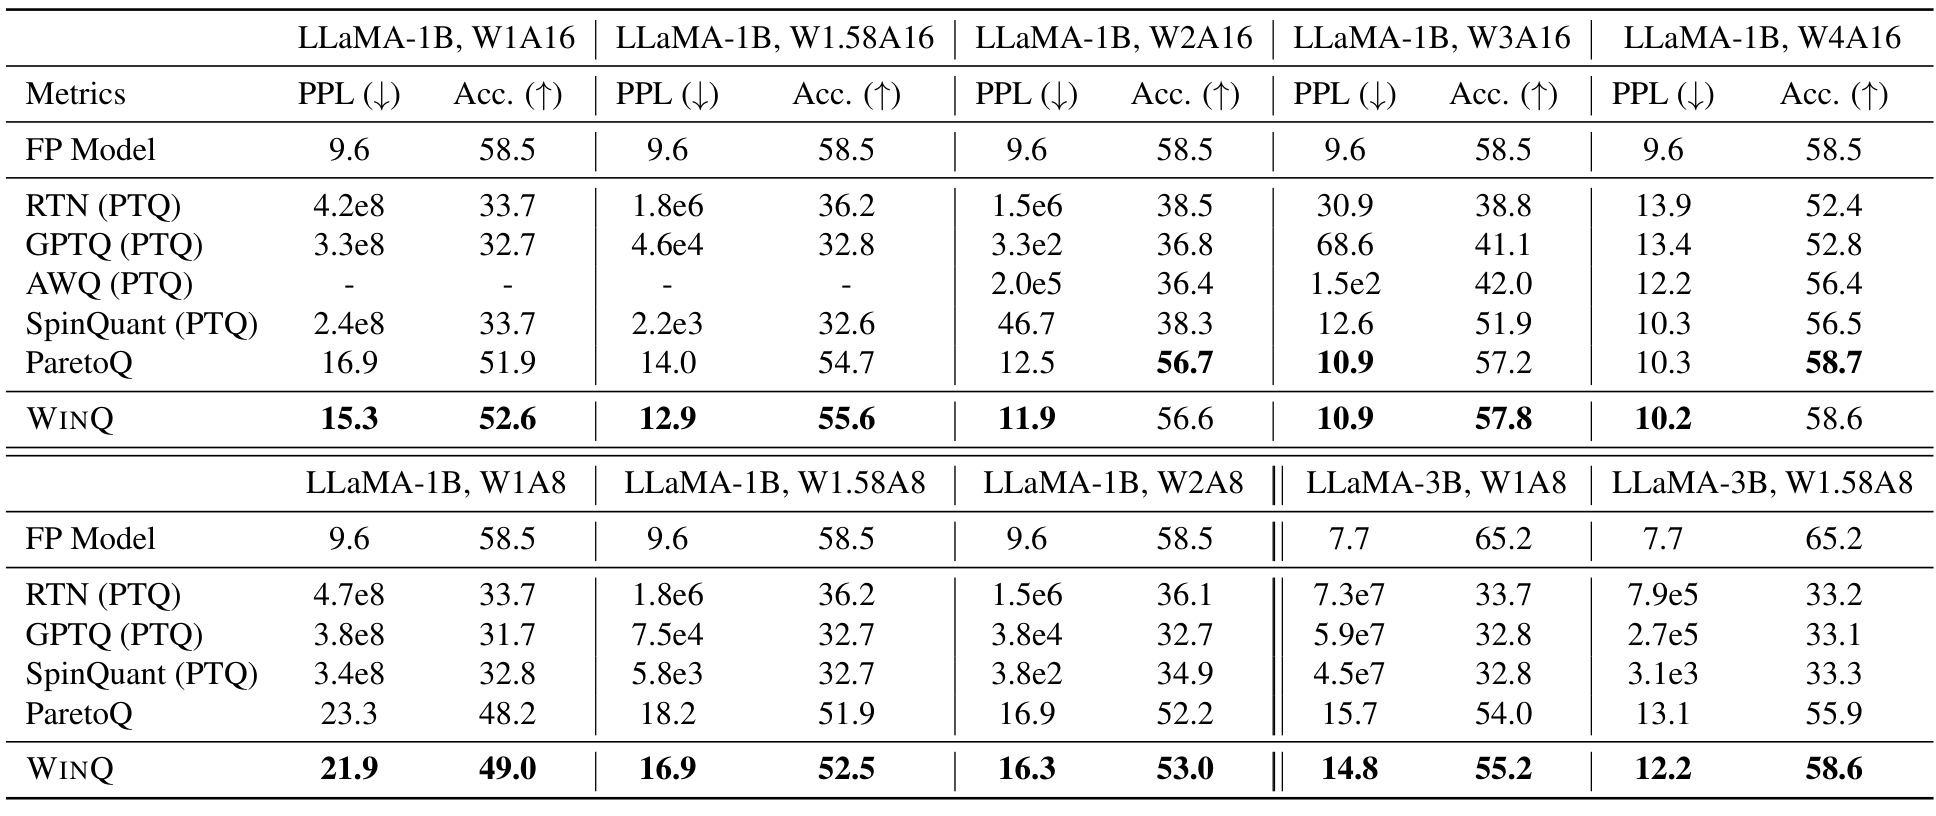 LLaMA-1B, W1A16 LLaMA-1B, W1.58A16 LLaMA-1B, W2A16 LLaMA-1B, W3A16 LLaMA-1B, W4A16
Metrics PPL (↓) Acc. (↑) PPL (↓) Acc. (↑) PPL (↓) Acc. (↑) PPL (↓) Acc. (↑) PPL (↓) Acc. (↑)
FP Model 9.6 58.5 9.6 58.5 9.6 58.5 9.6 58.5 9.6 58.5
RTN (PTQ) 4.2e8 33.7 1.8e6 36.2 1.5e6 38.5 30.9 38.8 13.9 52.4
GPTQ (PTQ) 3.3e8 32.7 4.6e4 32.8 3.3e2 36.8 68.6 41.1 13.4 52.8
AWQ (PTQ) - - - - 2.0e5 36.4 1.5e2 42.0 12.2 56.4
SpinQuant (PTQ) 2.4e8 33.7 2.2e3 32.6 46.7 38.3 12.6 51.9 10.3 56.5
ParetoQ 16.9 51.9 14.0 54.7 12.5 56.7 10.9 57.2 10.3 58.7
WINQ 15.3 52.6 12.9 55.6 11.9 56.6 10.9 57.8 10.2 58.6
LLaMA-1B, W1A8 LLaMA-1B, W1.58A8 LLaMA-1B, W2A8 LLaMA-3B, W1A8 LLaMA-3B, W1.58A8
FP Model 9.6 58.5 9.6 58.5 9.6 58.5 7.7 65.2 7.7 65.2
RTN (PTQ) 4.7e8 33.7 1.8e6 36.2 1.5e6 36.1 7.3e7 33.7 7.9e5 33.2
GPTQ (PTQ) 3.8e8 31.7 7.5e4 32.7 3.8e4 32.7 5.9e7 32.8 2.7e5 33.1
SpinQuant (PTQ) 3.4e8 32.8 5.8e3 32.7 3.8e2 34.9 4.5e7 32.8 3.1e3 33.3
ParetoQ 23.3 48.2 18.2 51.9 16.9 52.2 15.7 54.0 13.1 55.9
WINQ 21.9 49.0 16.9 52.5 16.3 53.0 14.8 55.2 12.2 58.6